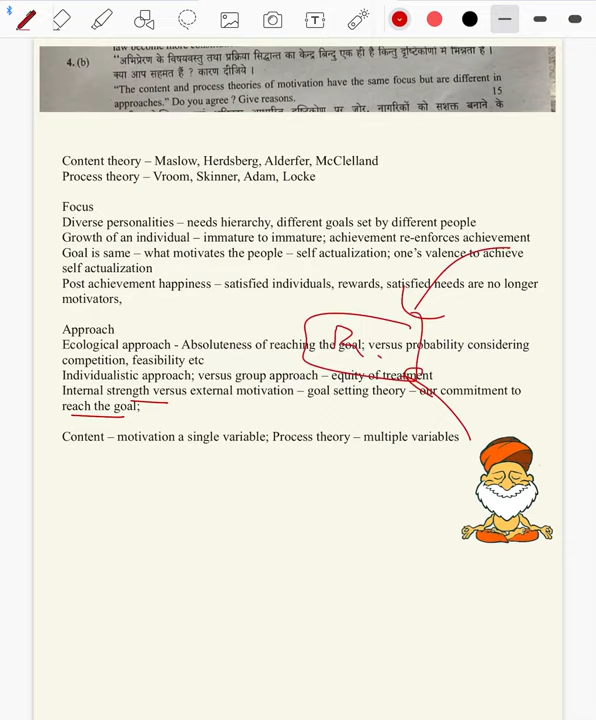 4. (b)
"अभिप्रेरण के विषयवस्तु तथा प्रक्रिया सिद्धान्त का केन्द्र बिन्दु एक ही है किन्तु दृष्टिकोणों में भिन्नता है ।
क्या आप सहमत हैं ? कारण दीजिये ।
"The content and process theories of motivation have the same focus but are different in
approaches." Do you agree ? Give reasons.
15
दृष्टिकोण पर जोर, नागरिकों को सशक्त बनाने के
Content theory – Maslow, Herdsberg, Alderfer, McClelland
Process theory – Vroom, Skinner, Adam, Locke
Focus
Diverse personalities – needs hierarchy, different goals set by different people
Growth of an individual – immature to immature; achievement re-enforces achievement
Goal is same – what motivates the people – self actualization; one's valence to achieve
self actualization
Post achievement happiness – satisfied individuals, rewards, satisfied needs are no longer
motivators,
Approach
Ecological approach - Absoluteness of reaching the goal; versus probability considering
competition, feasibility etc
Individualistic approach; versus group approach – equity of treatment
Internal strength versus external motivation – goal setting theory – our commitment to
reach the goal;
Content – motivation a single variable; Process theory – multiple variables
R.